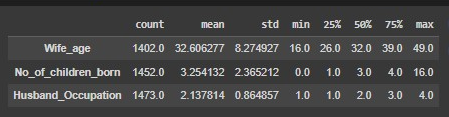 count mean std min 25% 50% 75% max
Wife_age 1402.0 32.606277 8.274927 16.0 26.0 32.0 39.0 49.0
No_of_children_born 1452.0 3.254132 2.365212 0.0 1.0 3.0 4.0 16.0
Husband_Occupation 1473.0 2.137814 0.864857 1.0 1.0 2.0 3.0 4.0